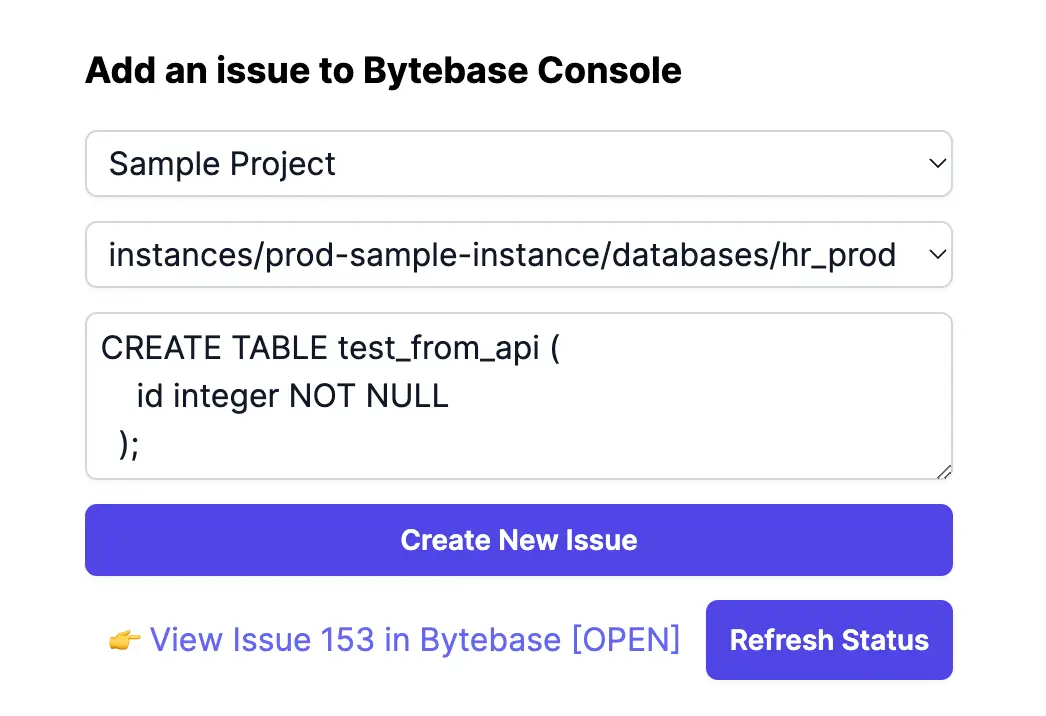 Add an issue to Bytebase Console
Sample Project
instances/prod-sample-instance/databases/hr_prod
CREATE TABLE test_from_api (
    id integer NOT NULL
  );
Create New Issue
👉 View Issue 153 in Bytebase [OPEN]
Refresh Status